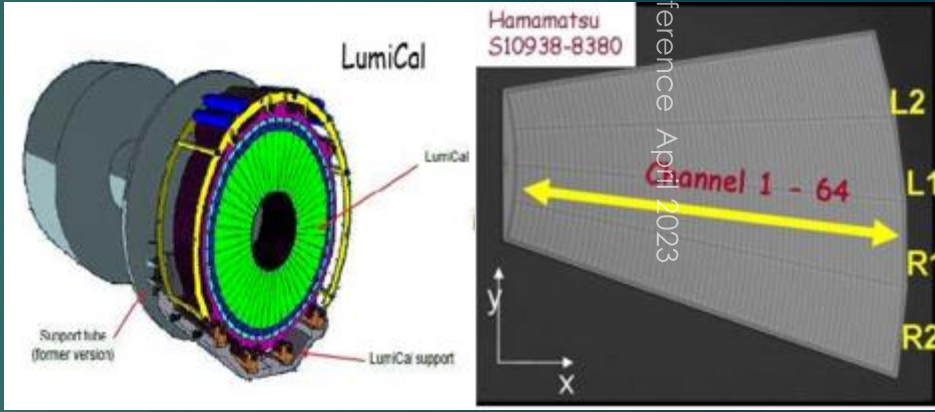 LumiCal
LumiCal
Support tube
(former version)
LumiCal support
Hamamatsu
S10938-8380
ference April 2023
L2
Channel 1 - 64
L1
R1
R2
y
x